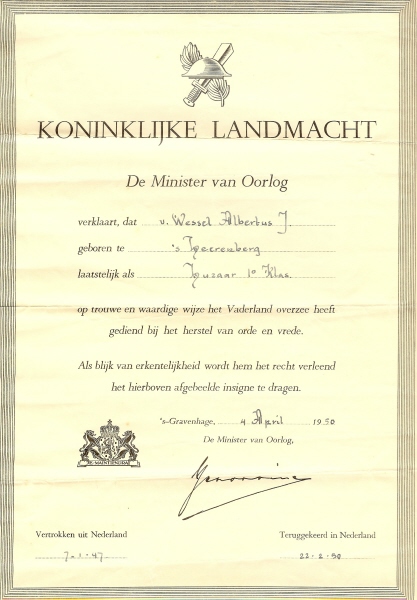 KONINKLIJKE LANDMACHT
De Minister van Oorlog
verklaart, dat v. Wessel Albertus J.
geboren te 's Heerenberg
laatstelijk als Huzaar 1e Klas.
op trouwe en waardige wijze het Vaderland overzee heeft
gediend bij het herstel van orde en vrede.
Als blijk van erkentelijkheid wordt hem het recht verleend
het hierboven afgebeelde insigne te dragen.
's-Gravenhage, 4 April 1950
De Minister van Oorlog,
JE MAINTIENDRAI
Vertrokken uit Nederland
7-1-'47
Teruggekeerd in Nederland
22-2-50